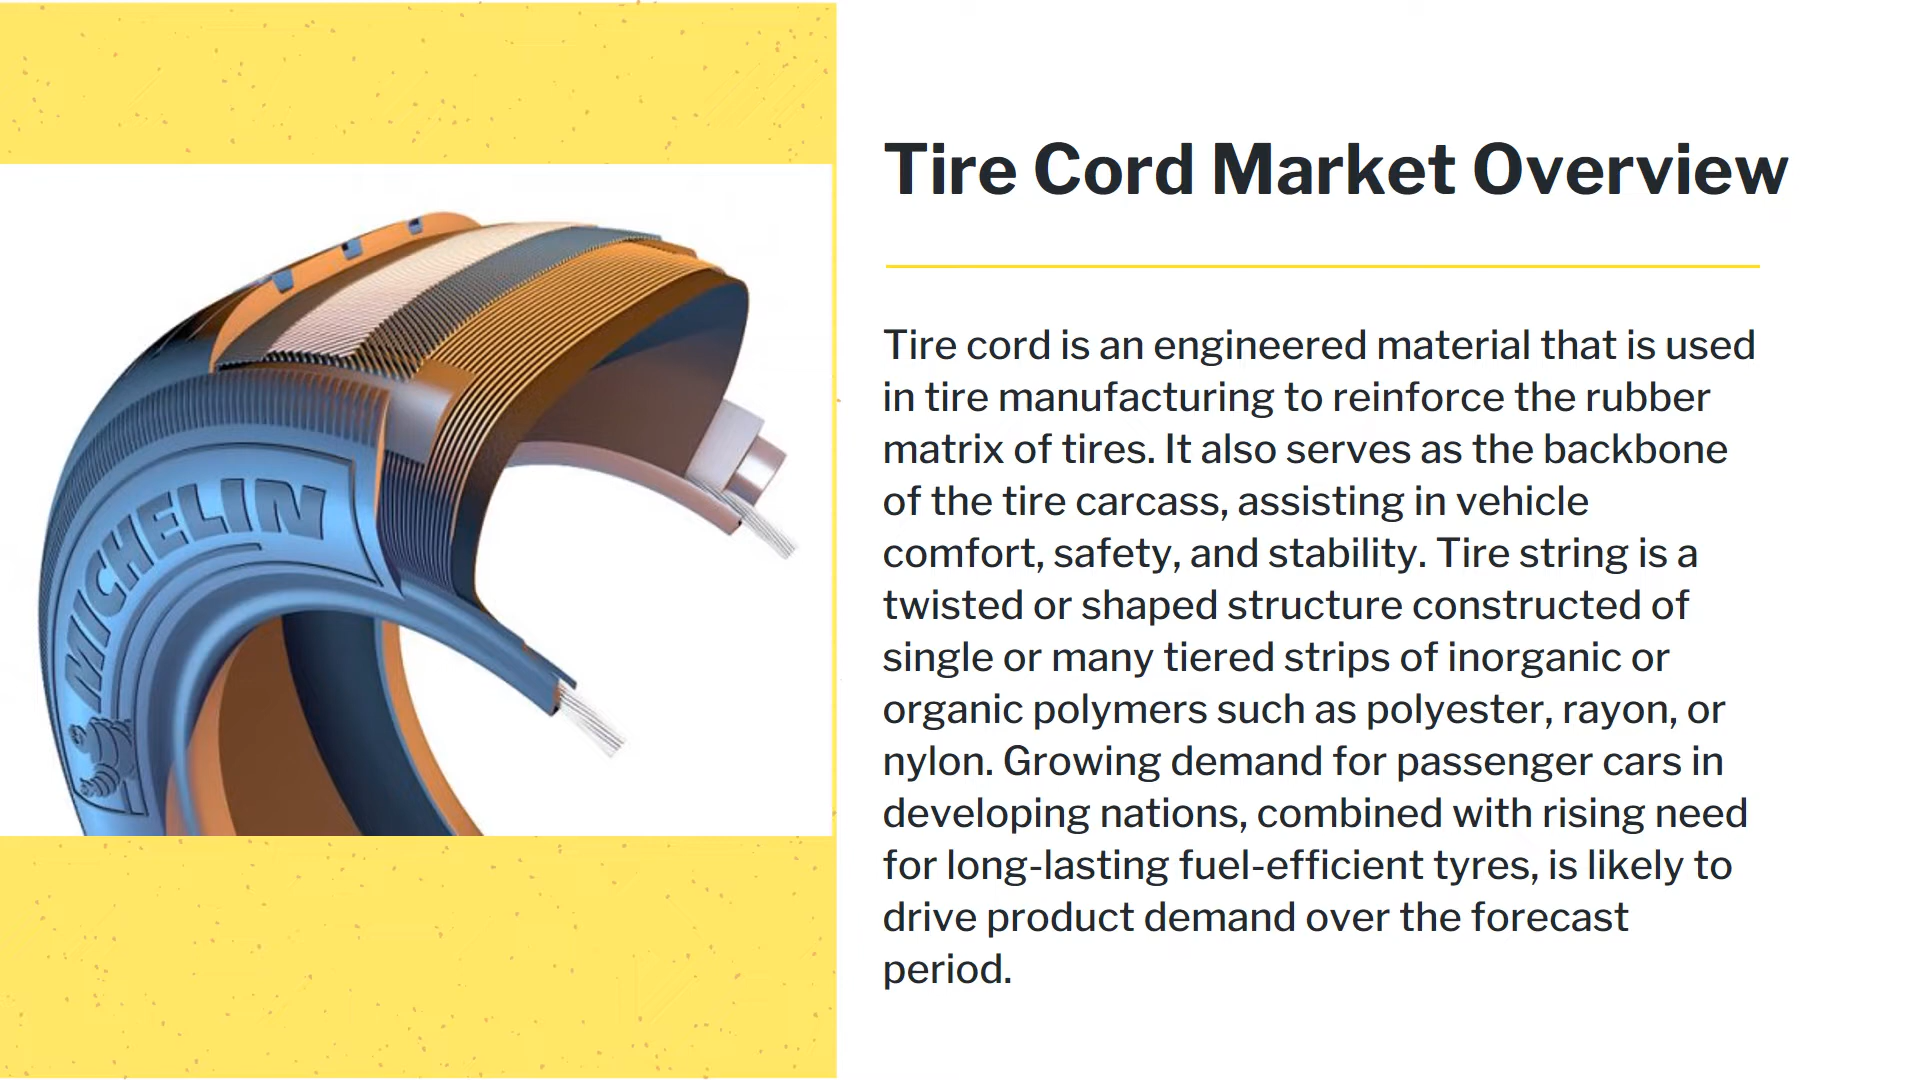 Tire Cord Market Overview
Tire cord is an engineered material that is used
in tire manufacturing to reinforce the rubber
matrix of tires. It also serves as the backbone
of the tire carcass, assisting in vehicle
comfort, safety, and stability. Tire string is a
twisted or shaped structure constructed of
single or many tiered strips of inorganic or
organic polymers such as polyester, rayon, or
nylon. Growing demand for passenger cars in
developing nations, combined with rising need
for long-lasting fuel-efficient tyres, is likely to
drive product demand over the forecast
period.
MICHELIN